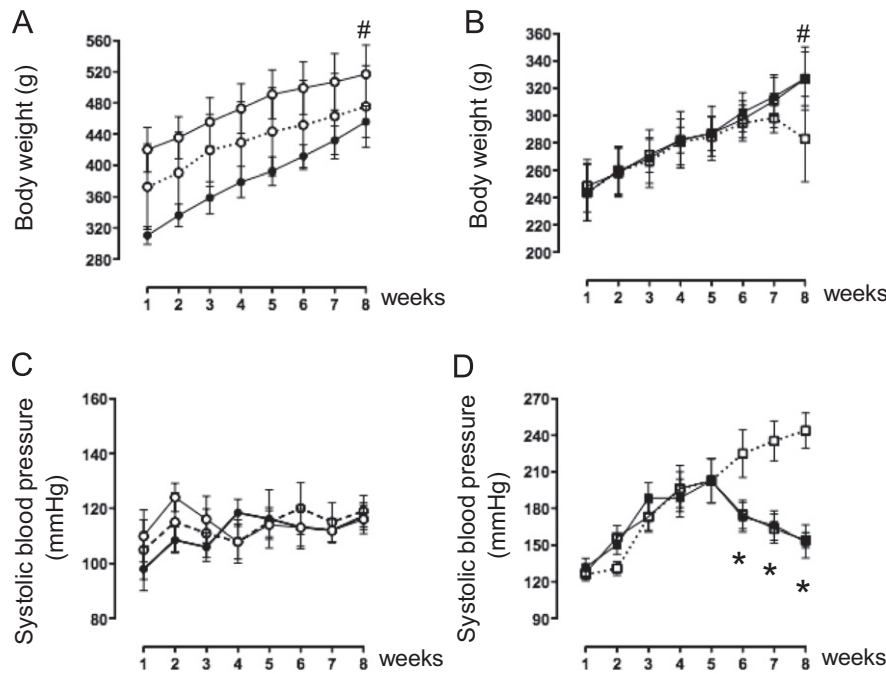 A
#
Body weight (g)
560
520
480
440
400
360
320
280
1 2 3 4 5 6 7 8 weeks
B
#
Body weight (g)
360
340
320
300
280
260
240
220
200
1 2 3 4 5 6 7 8 weeks
C
Systolic blood pressure
(mmHg)
160
140
120
100
80
1 2 3 4 5 6 7 8 weeks
D
Systolic blood pressure
(mmHg)
270
240
210
180
150
120
90
* * *
1 2 3 4 5 6 7 8 weeks